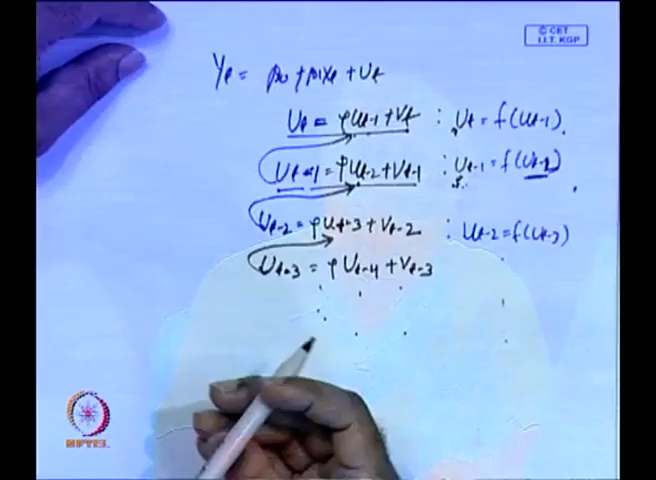 © CET
I.I.T. KGP
Yt = β0 + β1xt + Ut
Ut = ρUt-1 + Vt : Ut = f(Ut-1)
Ut-1 = ρUt-2 + Vt-1 : Ut-1 = f(Ut-2)
Ut-2 = ρUt-3 + Vt-2 : Ut-2 = f(Ut-3)
Ut-3 = ρUt-4 + Vt-3
NPTEL